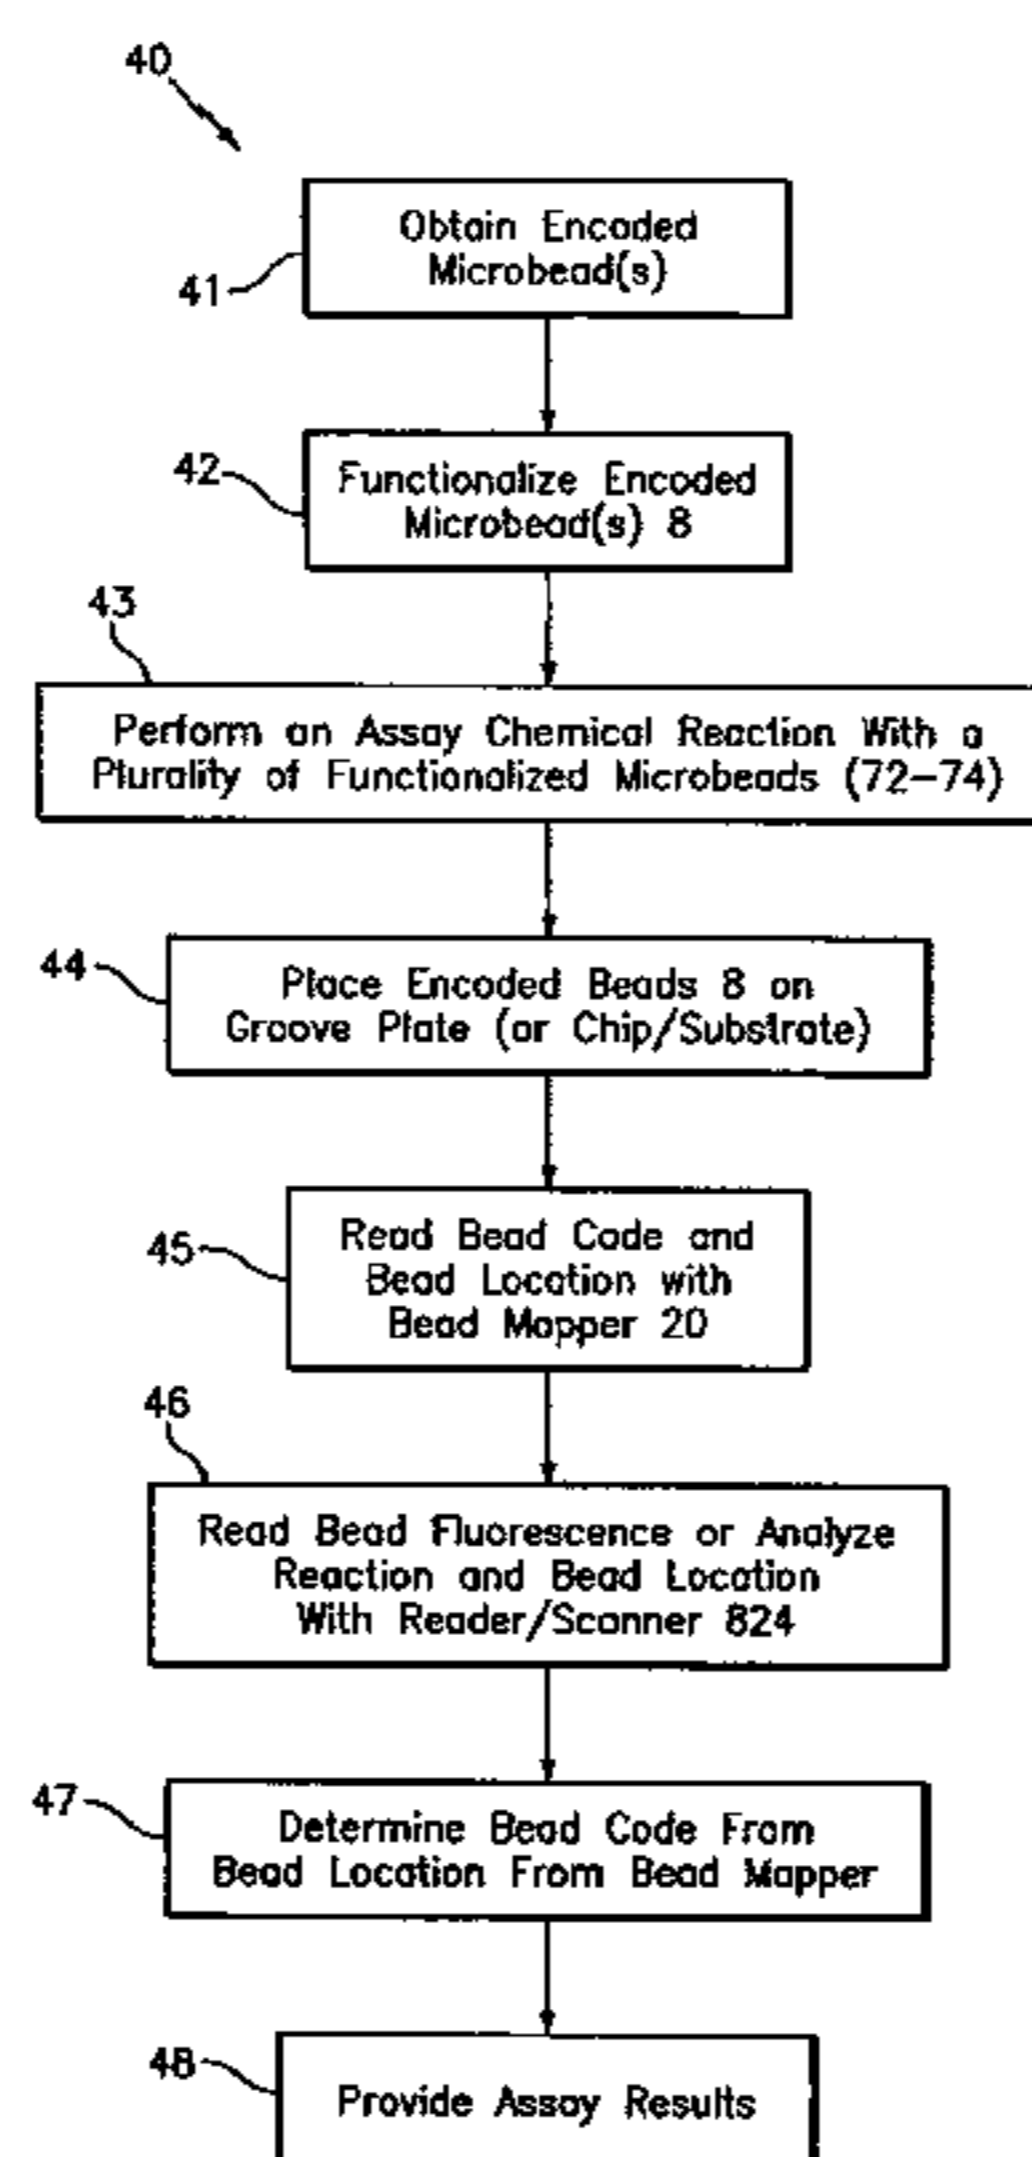 40
Obtain Encoded
Microbead(s)
41
42
Functionalize Encoded
Microbead(s) 8
43
Perform an Assay Chemical Reaction With a
Plurality of Functionalized Microbeads (72-74)
44
Place Encoded Beads 8 on
Groove Plate (or Chip/Substrate)
45
Read Bead Code and
Bead Location with
Bead Mapper 20
46
Read Bead Fluorescence or Analyze
Reaction and Bead Location
With Reader/Scanner 824
47
Determine Bead Code From
Bead Location From Bead Mapper
48
Provide Assay Results